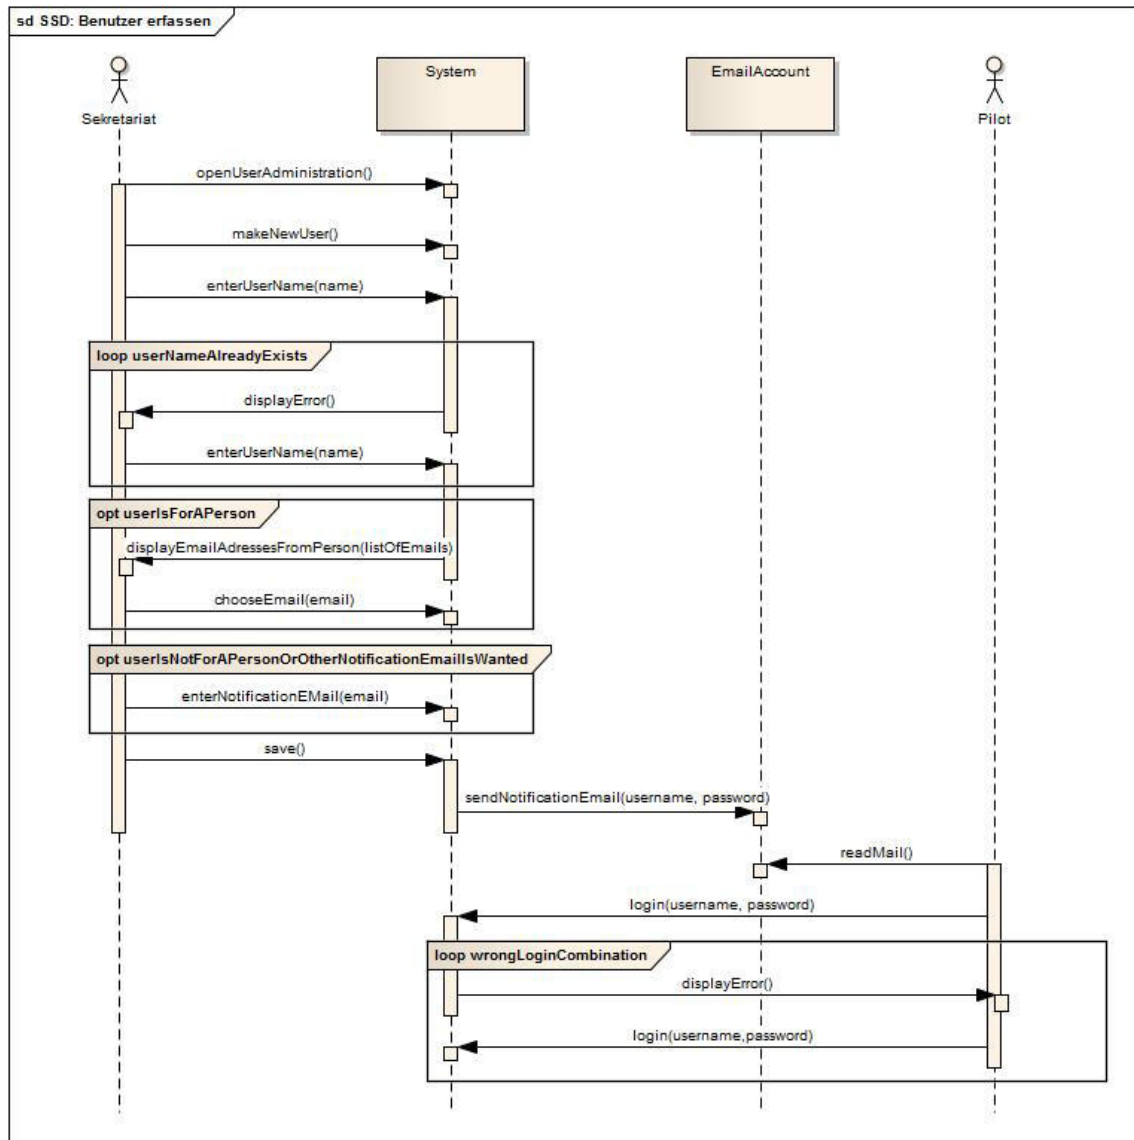 sd SSD: Benutzer erfassen
Sekretariat
System
EmailAccount
Pilot
openUserAdministration()
makeNewUser()
enterUserName(name)
loop userNameAlreadyExists
displayError()
enterUserName(name)
opt userIsForAPerson
displayEmailAdressesFromPerson(listOfEmails)
chooseEmail(email)
opt userIsNotForAPersonOrOtherNotificationEmailIsWanted
enterNotificationEMail(email)
save()
sendNotificationEmail(username, password)
readMail()
login(username, password)
loop wrongLoginCombination
displayError()
login(username,password)